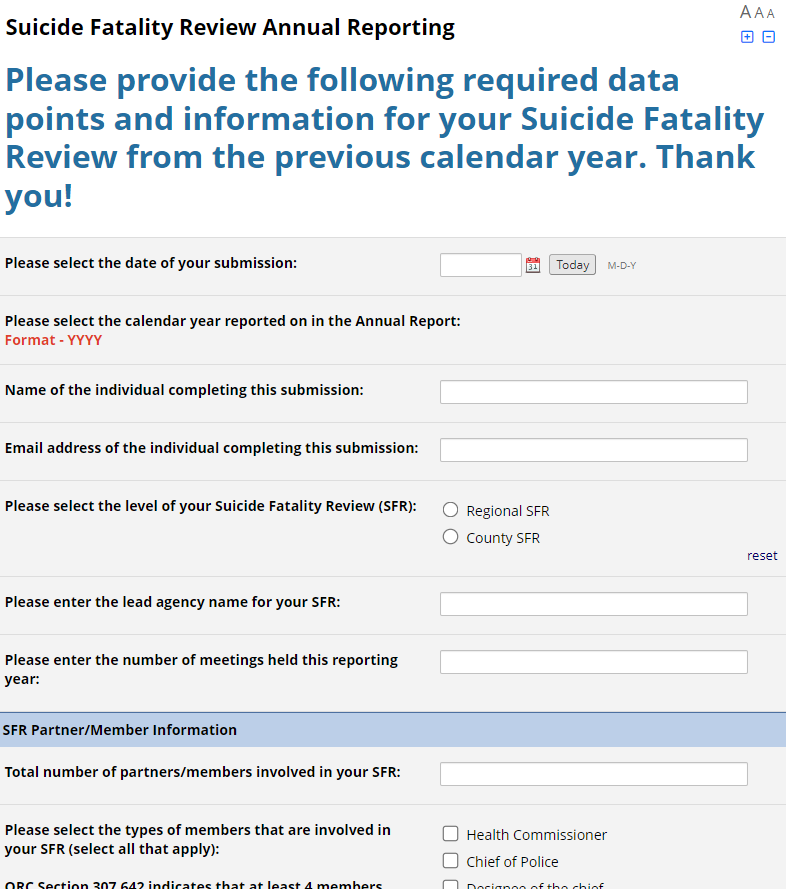 Suicide Fatality Review Annual Reporting
A A A
Please provide the following required data
points and information for your Suicide Fatality
Review from the previous calendar year. Thank
you!
Please select the date of your submission:
31
Today
M-D-Y
Please select the calendar year reported on in the Annual Report:
Format - YYYY
Name of the individual completing this submission:
Email address of the individual completing this submission:
Please select the level of your Suicide Fatality Review (SFR):
Regional SFR
County SFR
reset
Please enter the lead agency name for your SFR:
Please enter the number of meetings held this reporting
year:
SFR Partner/Member Information
Total number of partners/members involved in your SFR:
Please select the types of members that are involved in
your SFR (select all that apply):
Health Commissioner
Chief of Police
ORC Section 307.642 indicates that at least 4 members
Designee of the chief